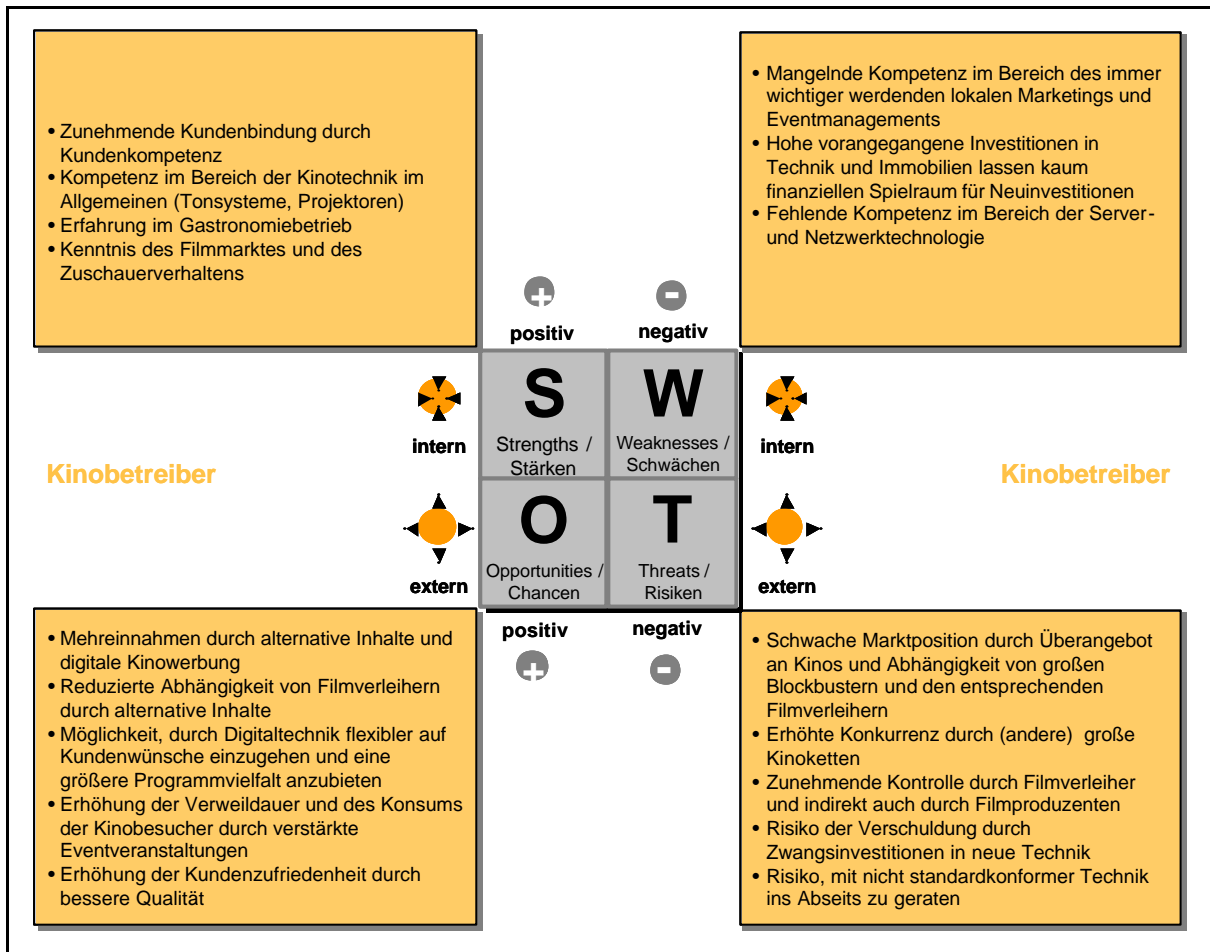 • Zunehmende Kundenbindung durch
Kundenkompetenz
• Kompetenz im Bereich der Kinotechnik im
Allgemeinen (Tonsysteme, Projektoren)
• Erfahrung im Gastronomiebetrieb
• Kenntnis des Filmmarktes und des
Zuschauerverhaltens
• Mangelnde Kompetenz im Bereich des immer
wichtiger werdenden lokalen Marketings und
Eventmanagements
• Hohe vorangegangene Investitionen in
Technik und Immobilien lassen kaum
finanziellen Spielraum für Neuinvestitionen
• Fehlende Kompetenz im Bereich der Server-
und Netzwerktechnologie
+
-
positiv
negativ
S
W
Strengths /
Stärken
Weaknesses /
Schwächen
intern
intern
Kinobetreiber
Kinobetreiber
O
T
Opportunities /
Chancen
Threats /
Risiken
extern
extern
positiv
negativ
+
-
• Mehreinnahmen durch alternative Inhalte und
digitale Kinowerbung
• Reduzierte Abhängigkeit von Filmverleihern
durch alternative Inhalte
• Möglichkeit, durch Digitaltechnik flexibler auf
Kundenwünsche einzugehen und eine
größere Programmvielfalt anzubieten
• Erhöhung der Verweildauer und des Konsums
der Kinobesucher durch verstärkte
Eventveranstaltungen
• Erhöhung der Kundenzufriedenheit durch
bessere Qualität
• Schwache Marktposition durch Überangebot
an Kinos und Abhängigkeit von großen
Blockbustern und den entsprechenden
Filmverleihern
• Erhöhte Konkurrenz durch (andere) große
Kinoketten
• Zunehmende Kontrolle durch Filmverleiher
und indirekt auch durch Filmproduzenten
• Risiko der Verschuldung durch
Zwangsinvestitionen in neue Technik
• Risiko, mit nicht standardkonformer Technik
ins Abseits zu geraten